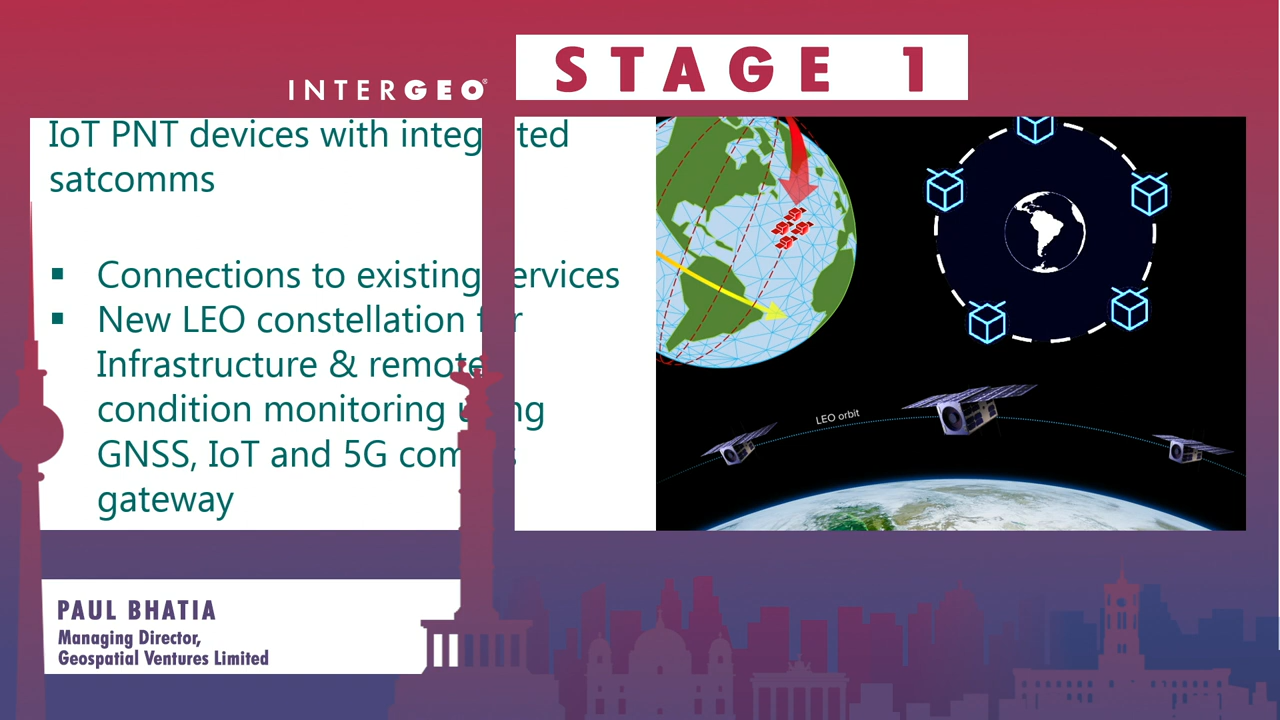 STAGE 1
INTERGEO®
IoT PNT devices with integ ted
satcomms
▪ Connections to existing ervices
▪ New LEO constellation f r
Infrastructure & remote
condition monitoring u ng
GNSS, IoT and 5G com s
gateway
LEO orbit
PAUL BHATIA
Managing Director,
Geospatial Ventures Limited